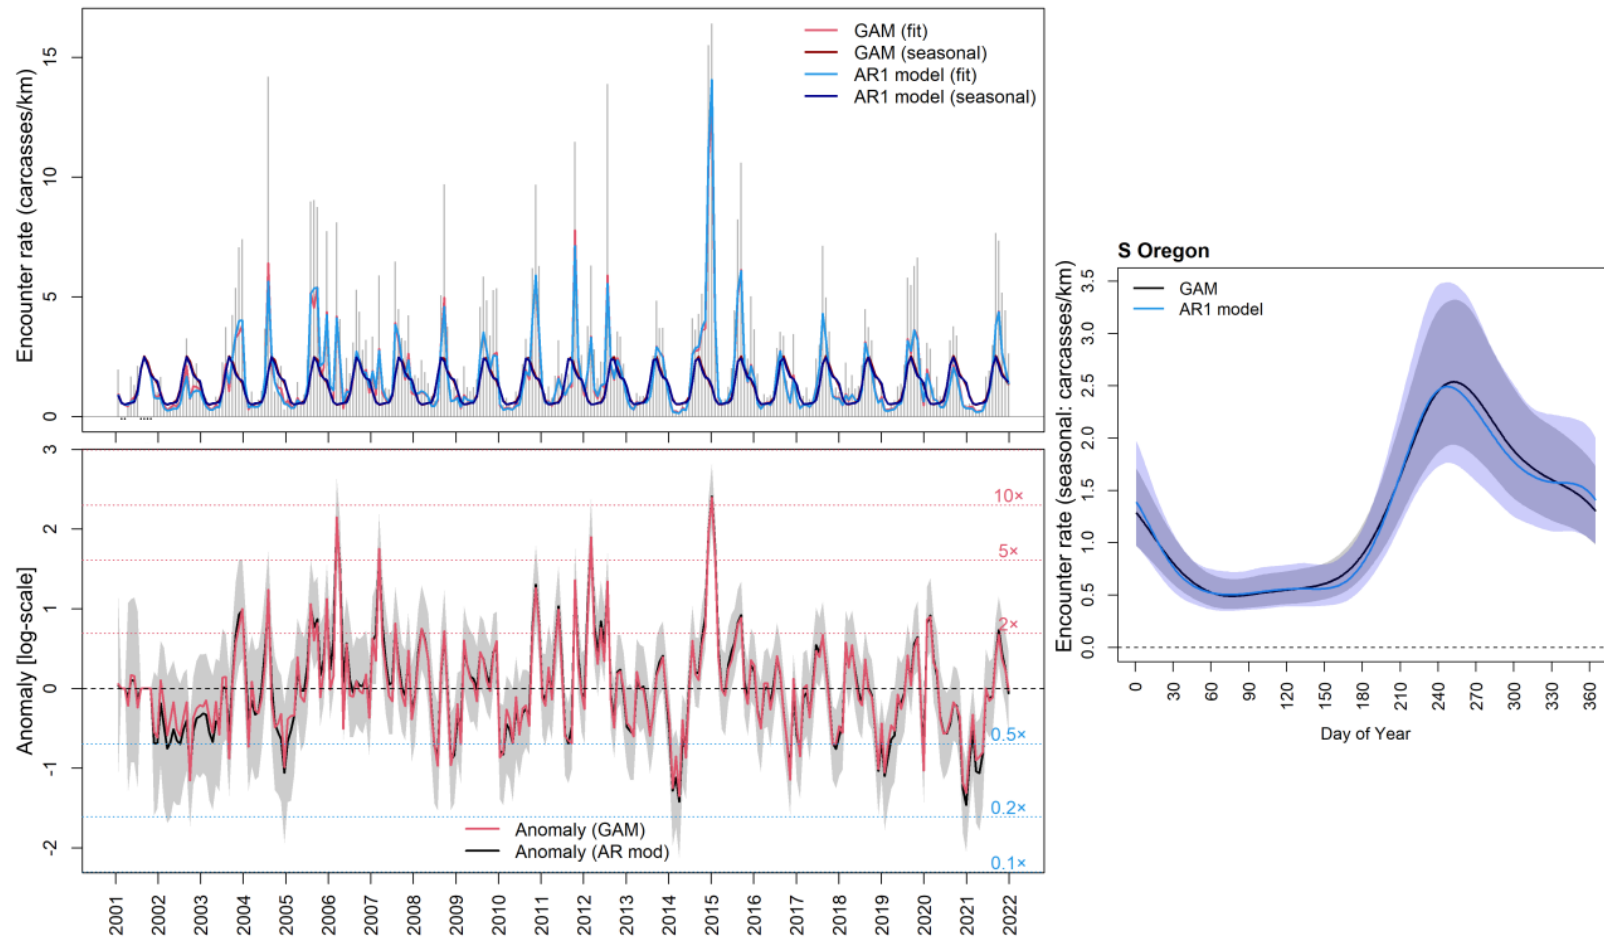 Encounter rate (carcasses/km)
15
10
5
0
GAM (fit)
GAM (seasonal)
AR1 model (fit)
AR1 model (seasonal)
Anomaly [log-scale]
3
2
1
0
-1
-2
10×
5×
2×
0.5×
0.2×
0.1×
Anomaly (GAM)
Anomaly (AR mod)
2001 2002 2003 2004 2005 2006 2007 2008 2009 2010 2011 2012 2013 2014 2015 2016 2017 2018 2019 2020 2021 2022
S Oregon
Encounter rate (seasonal: carcasses/km)
3.5
3.0
2.5
2.0
1.5
1.0
0.5
0.0
GAM
AR1 model
0 30 60 90 120 150 180 210 240 270 300 330 360
Day of Year